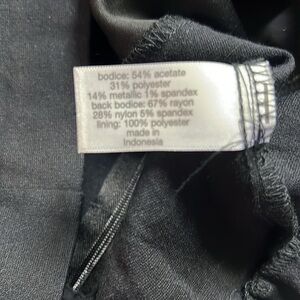 bodice: 54% acetate
31% polyester
14% metallic 1% spandex
back bodice: 67% rayon
28% nylon 5% spandex
lining: 100% polyester
made in
Indonesia